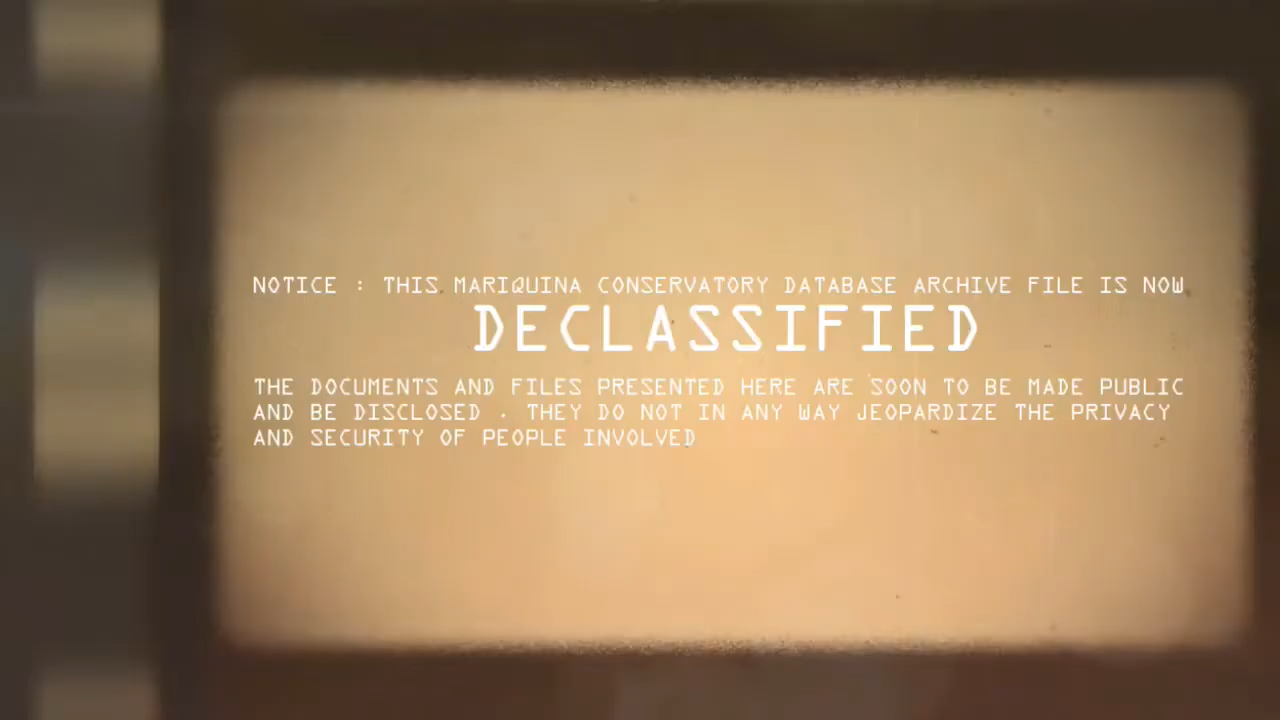 NOTICE : THIS MARIQUINA CONSERVATORY DATABASE ARCHIVE FILE IS NOW
DECLASSIFIED
THE DOCUMENTS AND FILES PRESENTED HERE ARE SOON TO BE MADE PUBLIC
AND BE DISCLOSED . THEY DO NOT IN ANY WAY JEOPARDIZE THE PRIVACY
AND SECURITY OF PEOPLE INVOLVED